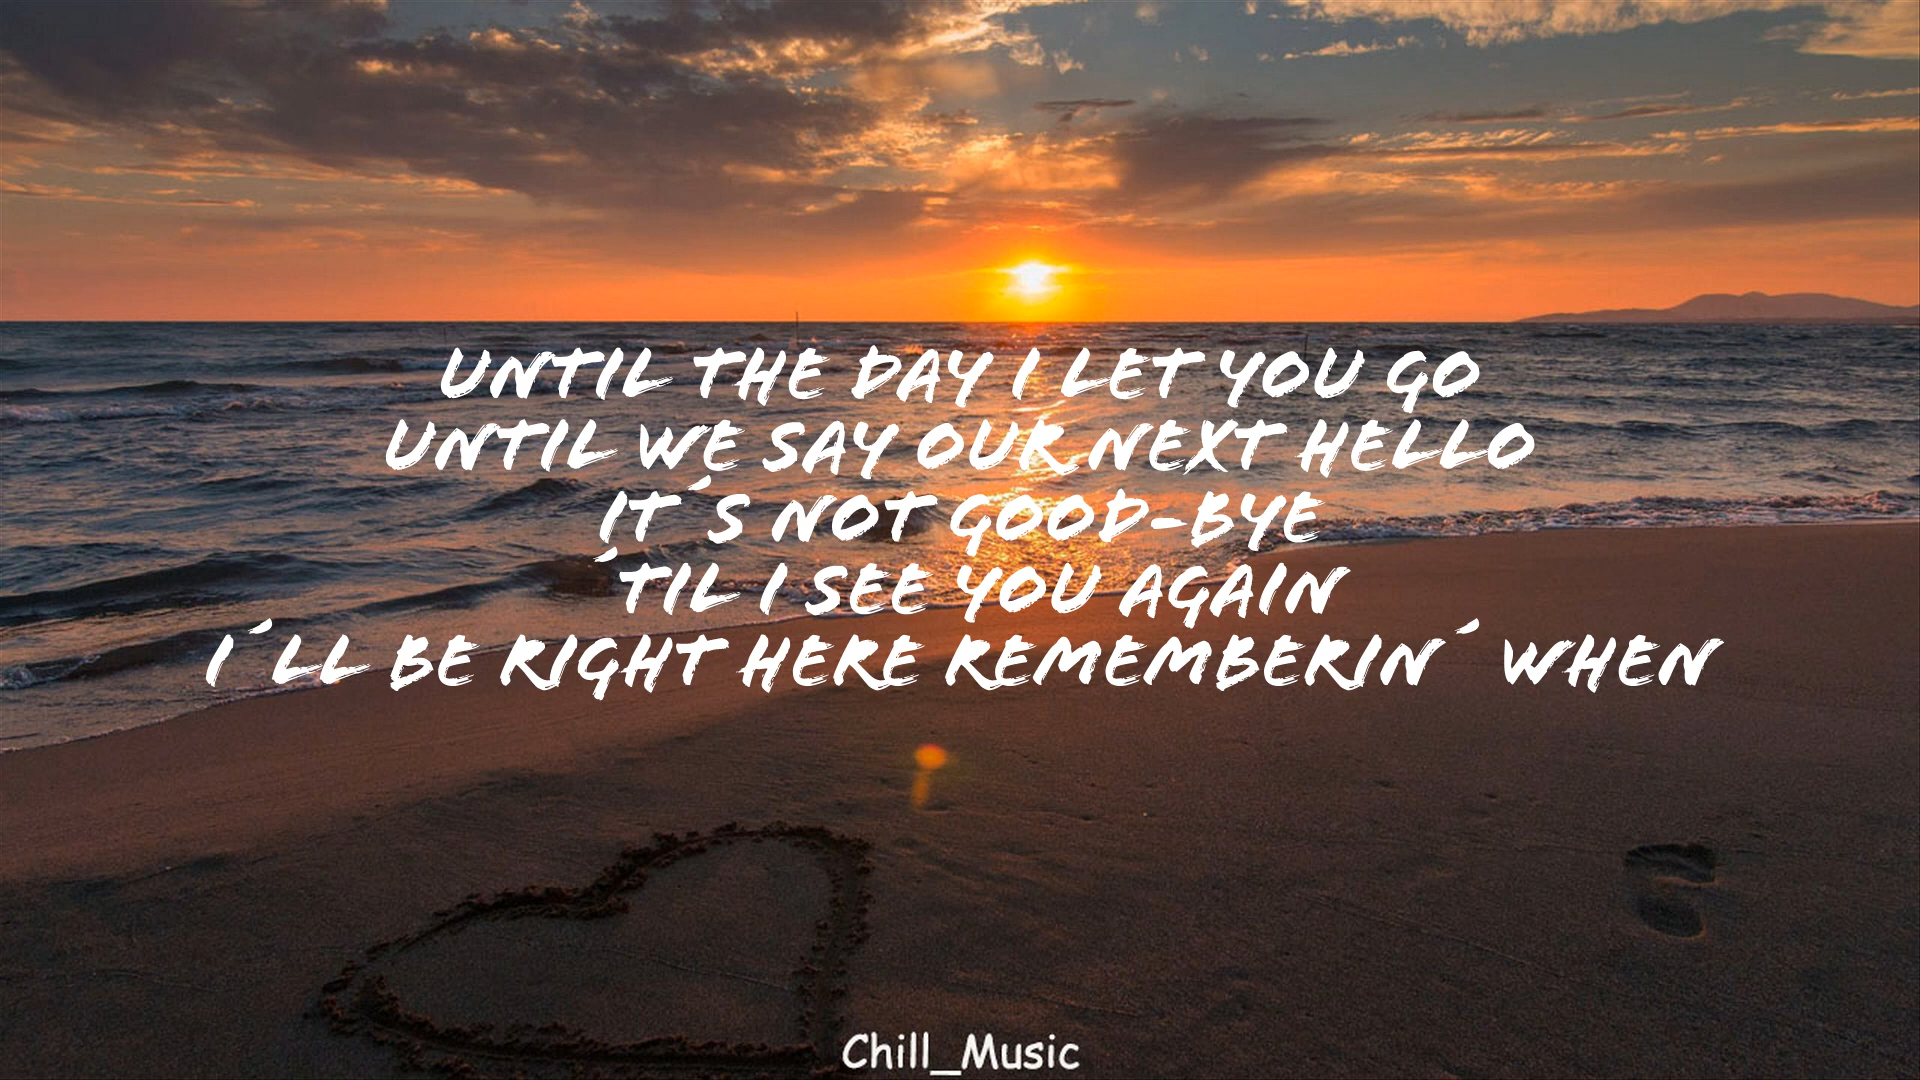 UNTIL THE DAY I LET YOU GO
UNTIL WE SAY OUR NEXT HELLO
IT´S NOT GOOD-BYE
´TIL I SEE YOU AGAIN
I´LL BE RIGHT HERE REMEMBERIN´ WHEN
Chill_Music